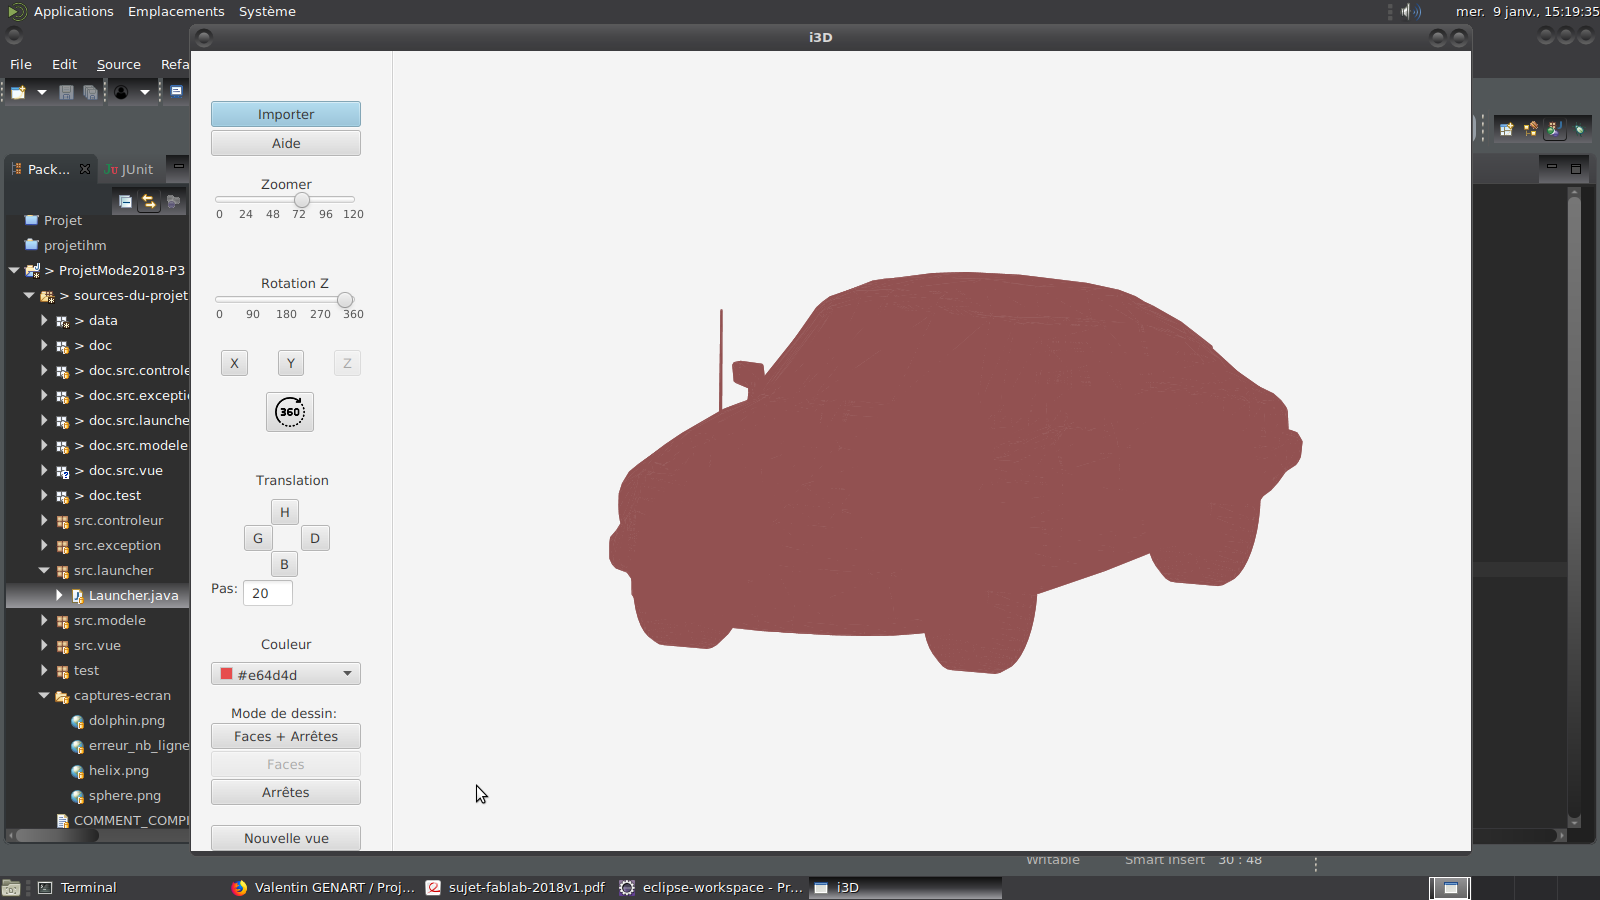 Applications Emplacements Système
mer. 9 janv., 15:19:35
i3D
File Edit Source Refa
Importer
Aide
Pack... JUnit
Zoomer
0 24 48 72 96 120
Projet
projetihm
> ProjetMode2018-P3
> sources-du-projet
> data
> doc
> doc.src.controle
> doc.src.excepti
> doc.src.launche
> doc.src.modele
> doc.src.vue
> doc.test
src.controleur
src.exception
src.launcher
Launcher.java
src.modele
src.vue
test
captures-ecran
dolphin.png
erreur_nb_ligne
helix.png
sphere.png
COMMENT_COMPI
Rotation Z
0 90 180 270 360
X Y Z
360
Translation
H
G D
B
Pas: 20
Couleur
#e64d4d
Mode de dessin:
Faces + Arrêtes
Faces
Arrêtes
Nouvelle vue
Writable Smart Insert 30 : 48
Terminal
Valentin GENART / Proj...
sujet-fablab-2018v1.pdf
eclipse-workspace - Pr...
i3D